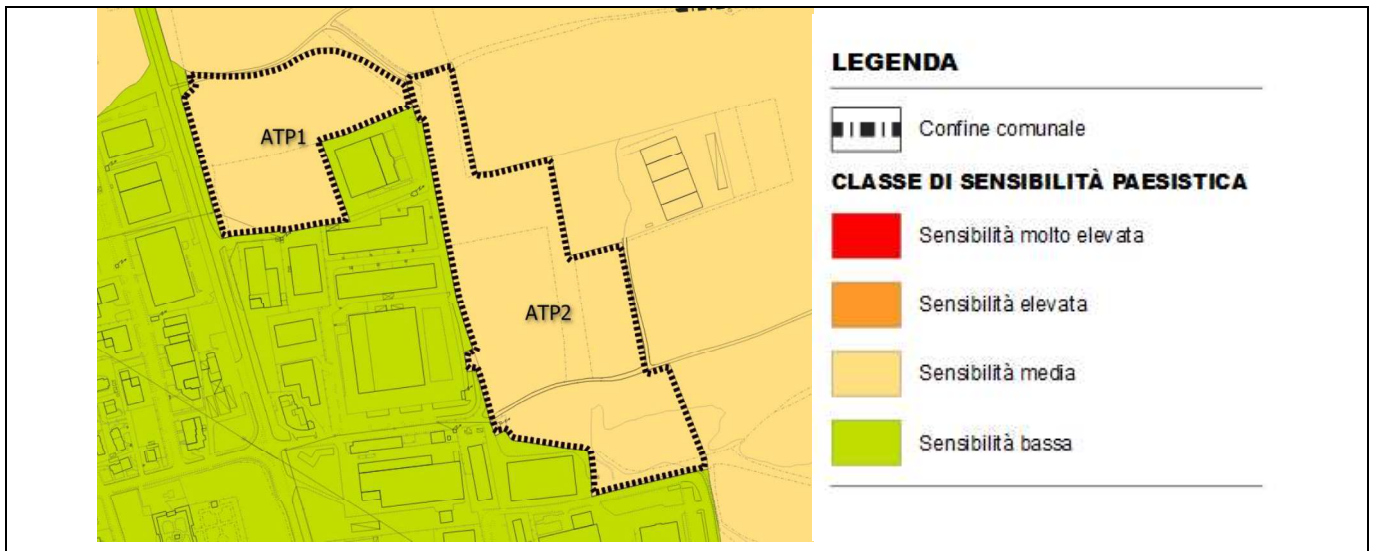 ATP1
ATP2
LEGENDA
Confine comunale
CLASSE DI SENSIBILITÀ PAESISTICA
Sensibilità molto elevata
Sensibilità elevata
Sensibilità media
Sensibilità bassa